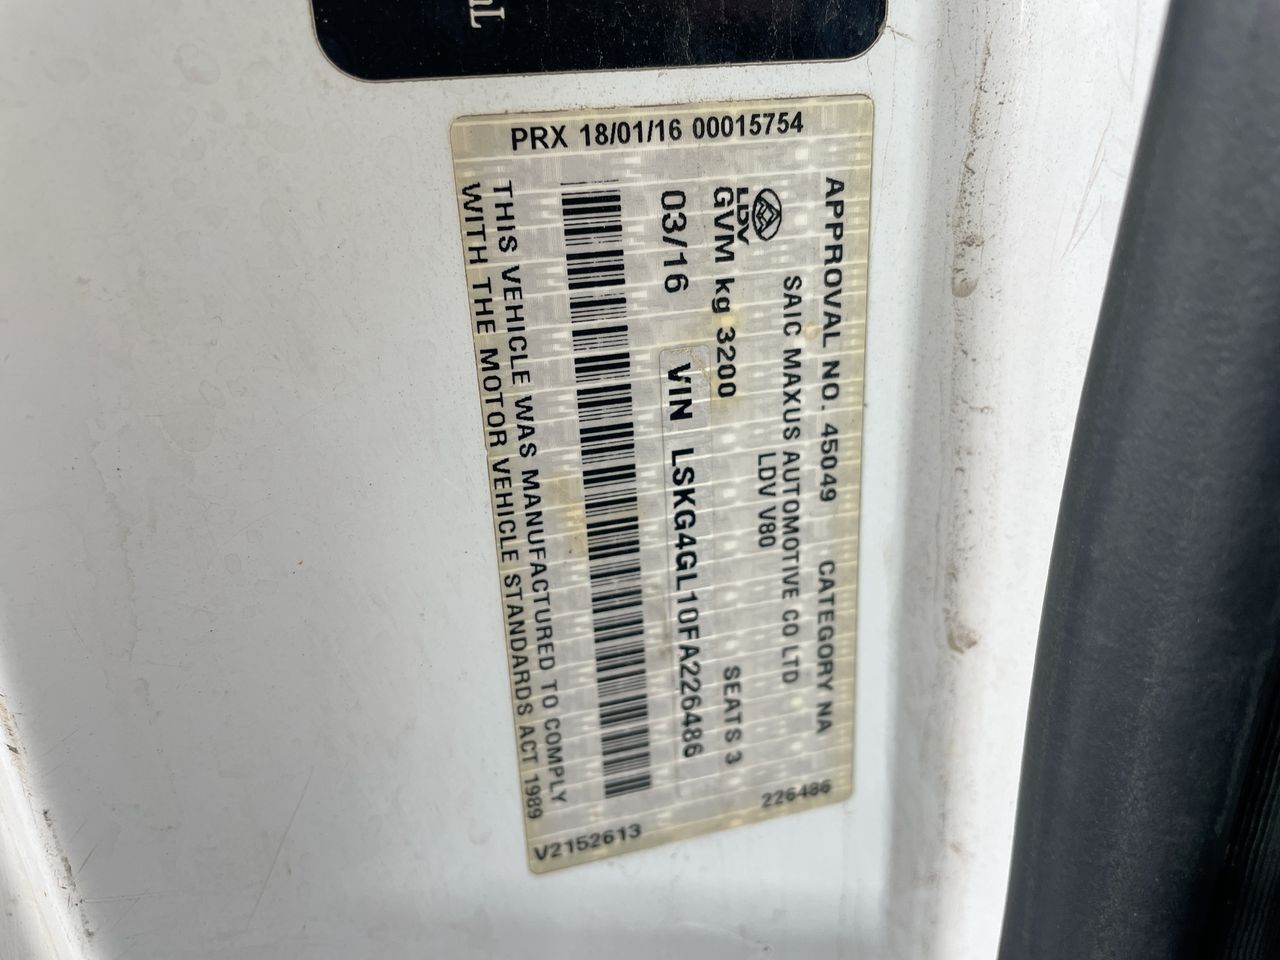 PRX 18/01/16 00015754
APPROVAL NO. 45049 CATEGORY NA
SAIC MAXUS AUTOMOTIVE CO LTD
LDV
LDV V80
GVM kg 3200 SEATS 3
03/16 VIN LSKG4GL10FA226486
THIS VEHICLE WAS MANUFACTURED TO COMPLY
WITH THE MOTOR VEHICLE STANDARDS ACT 1989
226486
V2152613